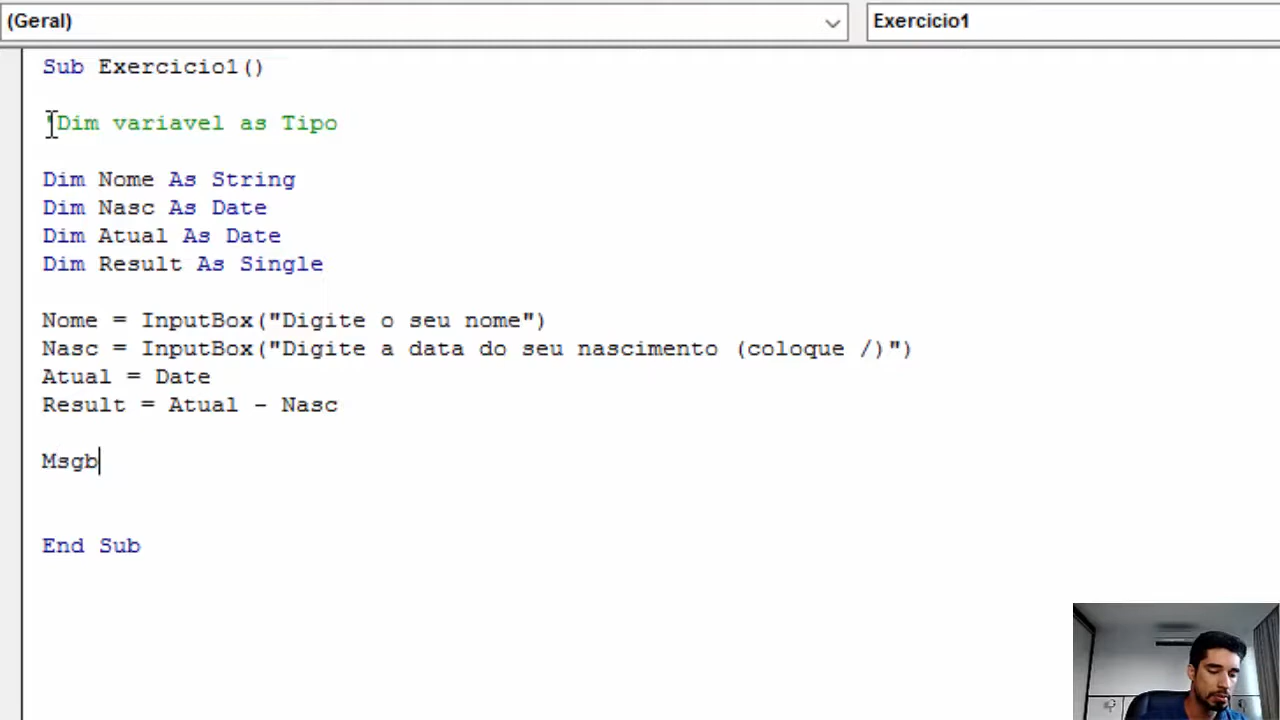 (Geral)
Exercicio1
Sub Exercicio1()
'Dim variavel as Tipo
Dim Nome As String
Dim Nasc As Date
Dim Atual As Date
Dim Result As Single
Nome = InputBox("Digite o seu nome")
Nasc = InputBox("Digite a data do seu nascimento (coloque /)")
Atual = Date
Result = Atual - Nasc
Msgb
End Sub